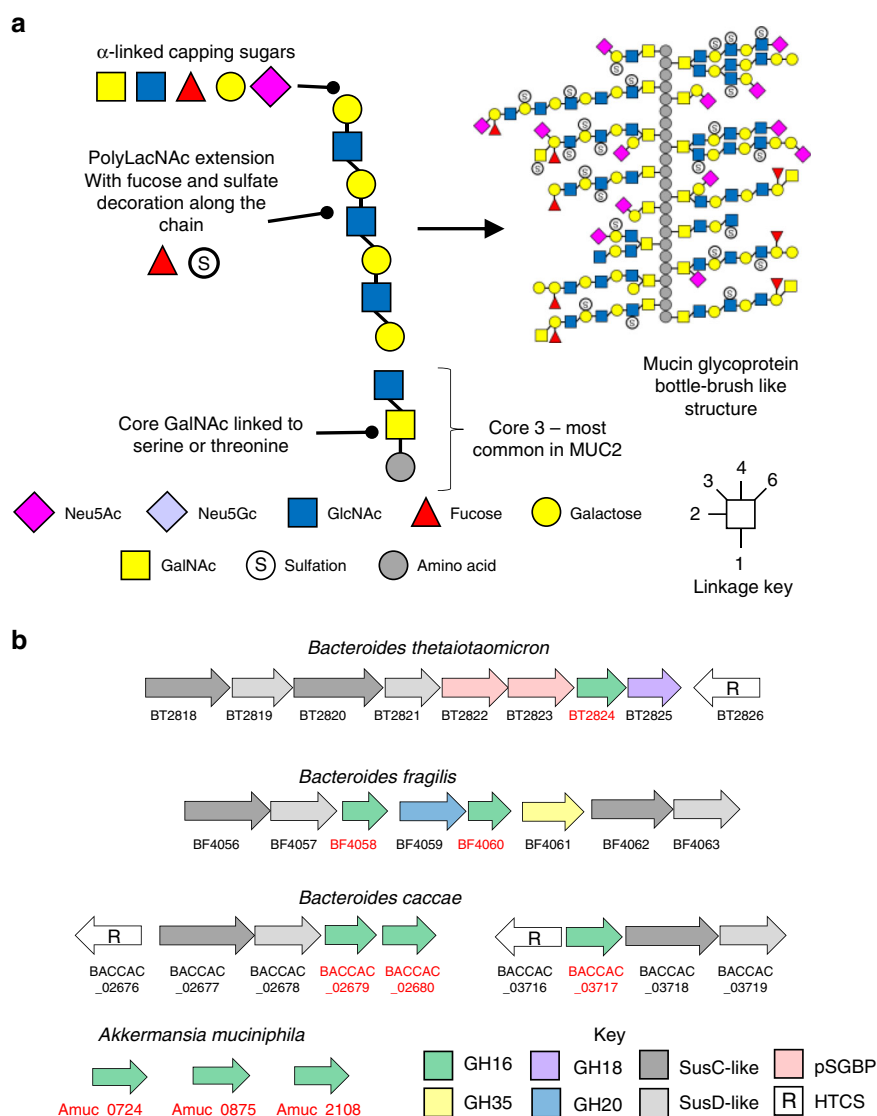 a
α-linked capping sugars
PolyLacNAc extension
With fucose and sulfate
decoration along the
chain
S
Core GalNAc linked to
serine or threonine
Core 3 – most
common in MUC2
S S S
S S
S
S S S
S S S
S
S S
S
S
S S
S
S S
S S
Mucin glycoprotein
bottle-brush like
structure
Neu5Ac
Neu5Gc
GlcNAc
Fucose
Galactose
GalNAc
S
Sulfation
Amino acid
3 4 6
2
1
Linkage key
b
Bacteroides thetaiotaomicron
R
BT2818 BT2819 BT2820 BT2821 BT2822 BT2823 BT2824 BT2825 BT2826
Bacteroides fragilis
BF4056 BF4057 BF4058 BF4059 BF4060 BF4061 BF4062 BF4063
Bacteroides caccae
R R
BACCAC BACCAC BACCAC BACCAC BACCAC BACCAC BACCAC BACCAC BACCAC
_02676 _02677 _02678 _02679 _02680 _03716 _03717 _03718 _03719
Akkermansia muciniphila
Amuc_0724 Amuc_0875 Amuc_2108
Key
GH16 GH18 SusC-like pSGBP
GH35 GH20 SusD-like R HTCS